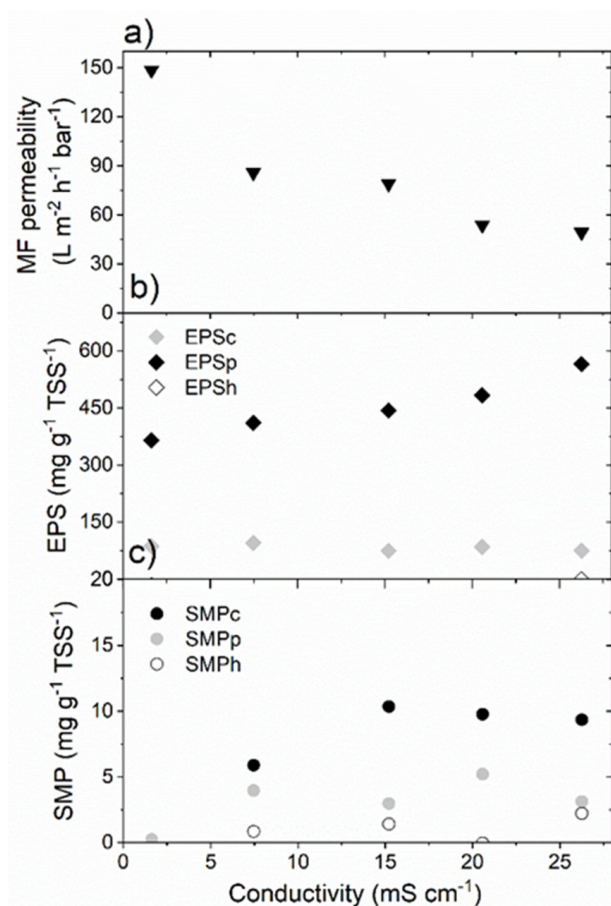 a)
MF permeability
(L m⁻² h⁻¹ bar⁻¹)
150
120
90
60
30
0
b)
EPSc
EPSp
EPSh
EPS (mg g⁻¹ TSS⁻¹)
600
450
300
150
c)
20
SMPc
SMPp
SMPh
SMP (mg g⁻¹ TSS⁻¹)
15
10
5
0
0 5 10 15 20 25
Conductivity (mS cm⁻¹)